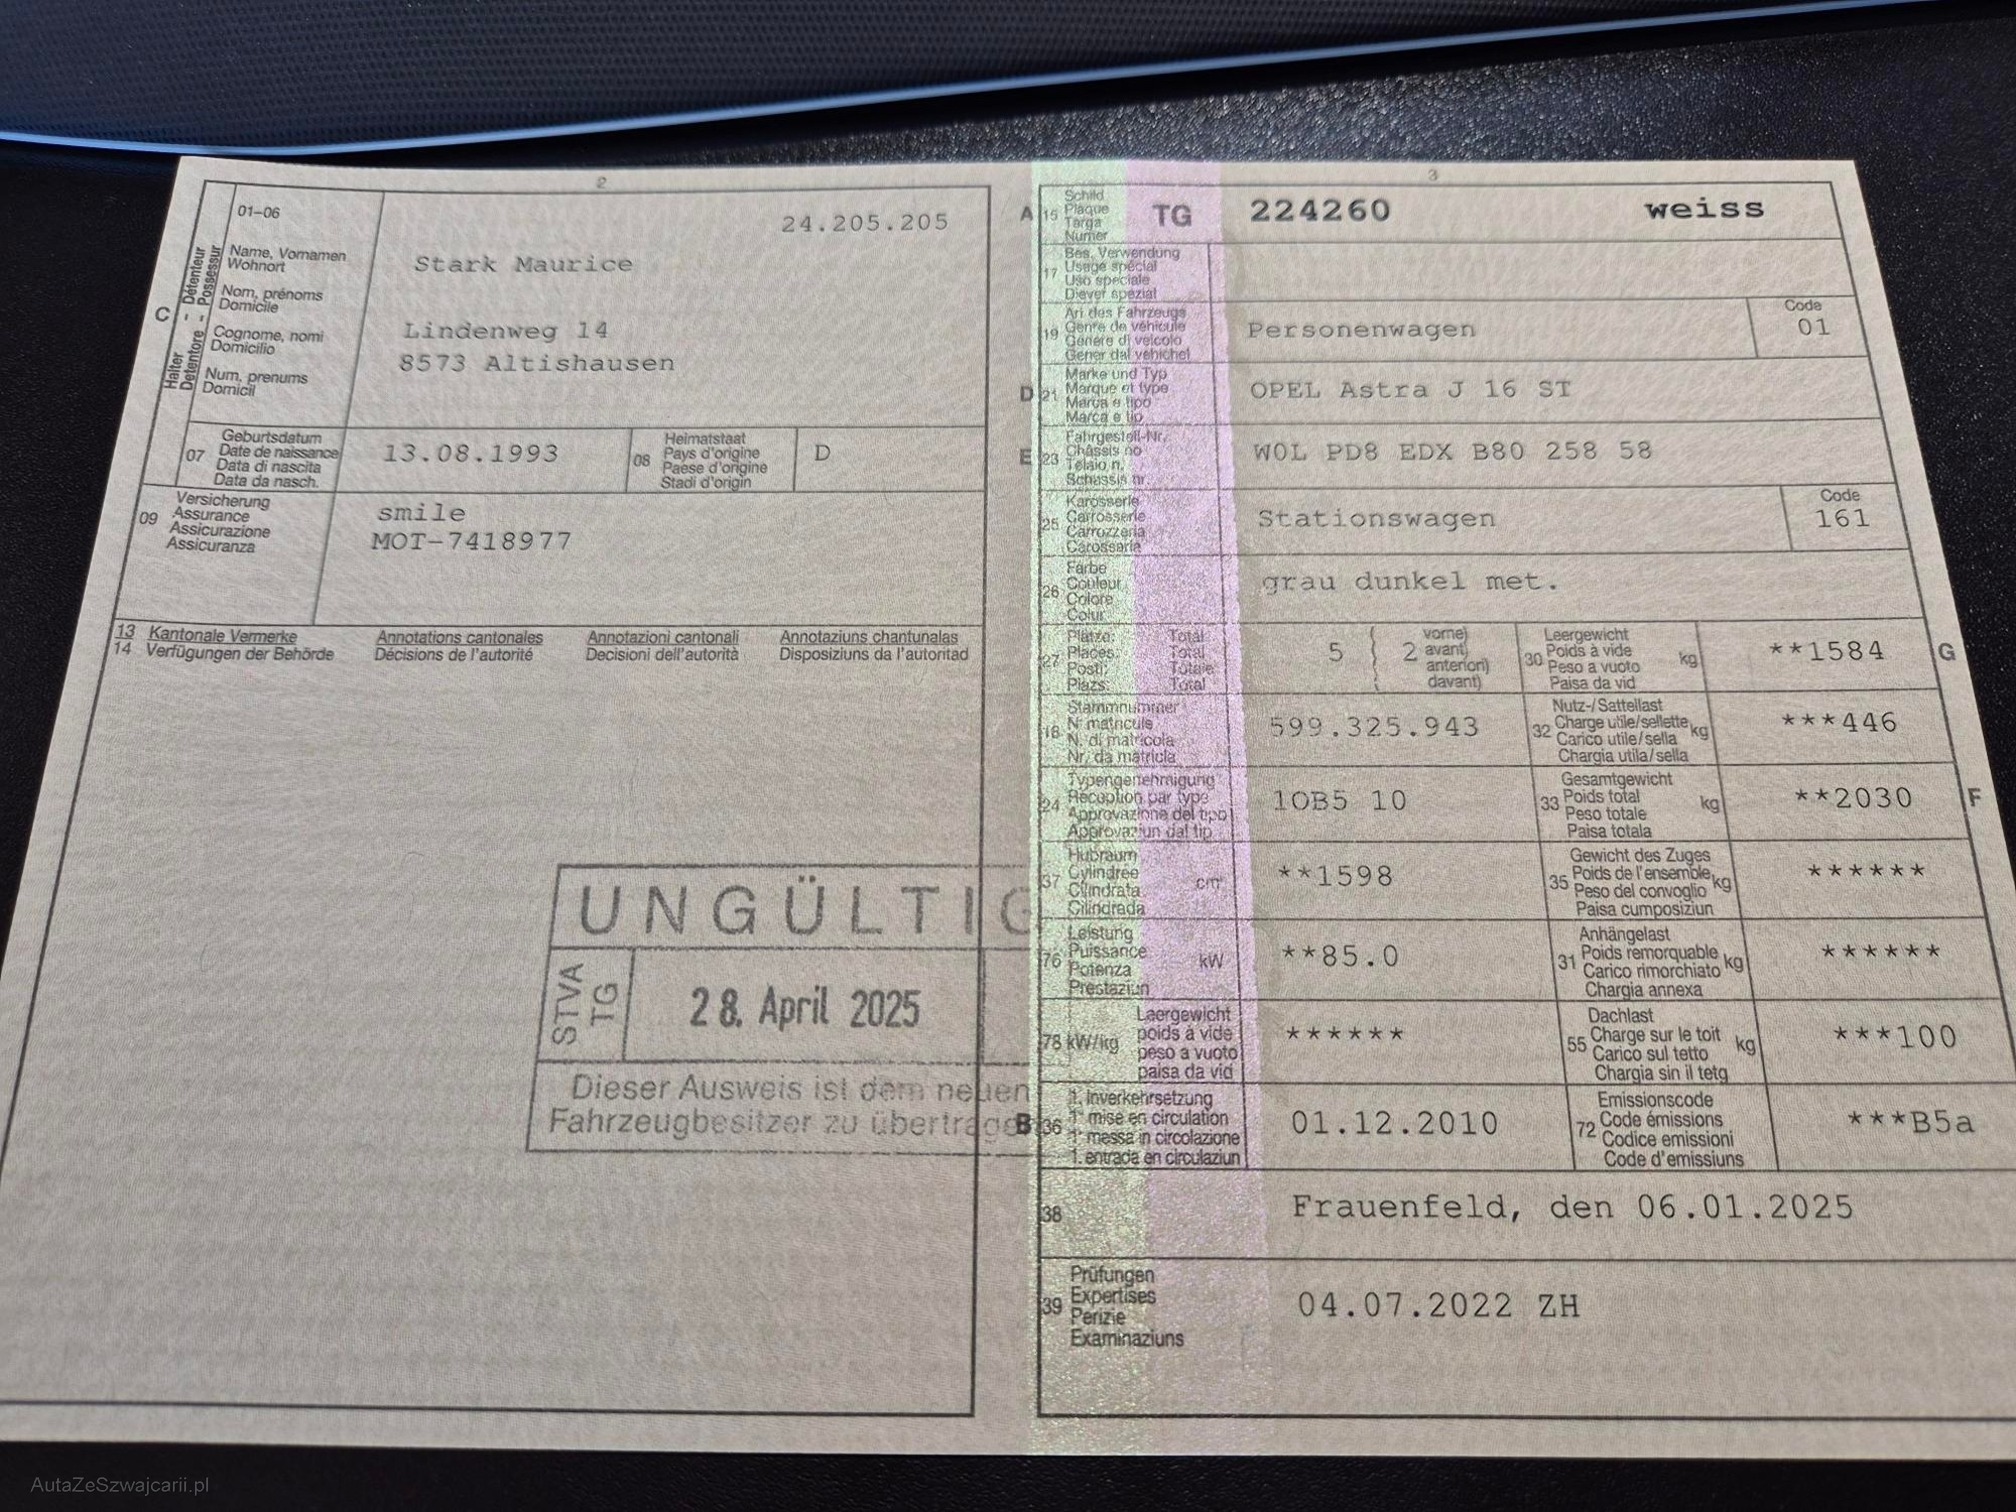 2
01-06
24.205.205
C
Halter - Détenteur
Detentore - Possessur
Name, Vornamen
Wohnort
Nom, prénoms
Domicile
Cognome, nomi
Domicilio
Num, prenums
Domicil
Stark Maurice
Lindenweg 14
8573 Altishausen
07
Geburtsdatum
Date de naissance
Data di nascita
Data da nasch.
13.08.1993
08
Heimatstaat
Pays d'origine
Paese d'origine
Stadi d'origin
D
09
Versicherung
Assurance
Assicurazione
Assicuranza
smile
MOT-7418977
13 Kantonale Vermerke Annotations cantonales Annotazioni cantonali Annotaziuns chantunalas
14 Verfügungen der Behörde Décisions de l'autorité Decisioni dell'autorità Disposiziuns da l'autoritad
UNGÜLTIG
STVA
TG
28. April 2025
Dieser Ausweis ist dem neuen
Fahrzeugbesitzer zu übertrage
3
A 15
Schild
Plaque
Targa
Numer
TG 224260 weiss
17
Bes. Verwendung
Usage spécial
Uso speciale
Diever spezial
19
Art des Fahrzeugs
Genre de véhicule
Genere di veicolo
Gener dal vehichel
Personenwagen
Code
01
D 21
Marke und Typ
Marque et type
Marca e tipo
Marca e tip
OPEL Astra J 16 ST
E 23
Fahrgestell-Nr.
Châssis no
Telaio n.
Schassis nr.
W0L PD8 EDX B80 258 58
25
Karosserie
Carrosserie
Carrozzeria
Carossaria
Stationswagen
Code
161
26
Farbe
Couleur
Colore
Colur
grau dunkel met.
27
Plätze: Total
Places: Total
Posti: Totale
Plazs: Total
5 ( 2
vorne)
avant)
anteriori)
davant)
30
Leergewicht
Poids à vide
Peso a vuoto
Paisa da vid
kg
**1584
G
18
Stammnummer
N matricule
N. di matricola
Nr. da matricla
599.325.943
32
Nutz-/Sattellast
Charge utile/sellette
Carico utile/sella
Chargia utila/sella
kg
***446
24
Typengenehmigung
Réception par type
Approvazione del tipo
Approvaziun dal tip
1OB5 10
33
Gesamtgewicht
Poids total
Peso totale
Paisa totala
kg
**2030
F
37
Hubraum
Cylindrée
Cilindrata
Cilindrada
cm³
**1598
35
Gewicht des Zuges
Poids de l'ensemble
Peso del convoglio
Paisa cumposiziun
kg
******
76
Leistung
Puissance
Potenza
Prestaziun
kW
**85.0
31
Anhängelast
Poids remorquable
Carico rimorchiato
Chargia annexa
kg
******
78 kW/kg
Leergewicht
poids à vide
peso a vuoto
paisa da vid
******
55
Dachlast
Charge sur le toit
Carico sul tetto
Chargia sin il tetg
kg
***100
B 36
1. Inverkehrsetzung
1e mise en circulation
1a messa in circolazione
1. entrada en circulaziun
01.12.2010
72
Emissionscode
Code émissions
Codice emissioni
Code d'emissiuns
***B5a
38
Frauenfeld, den 06.01.2025
39
Prüfungen
Expertises
Perizie
Examinaziuns
04.07.2022 ZH
AutaZeSzwajcarii.pl